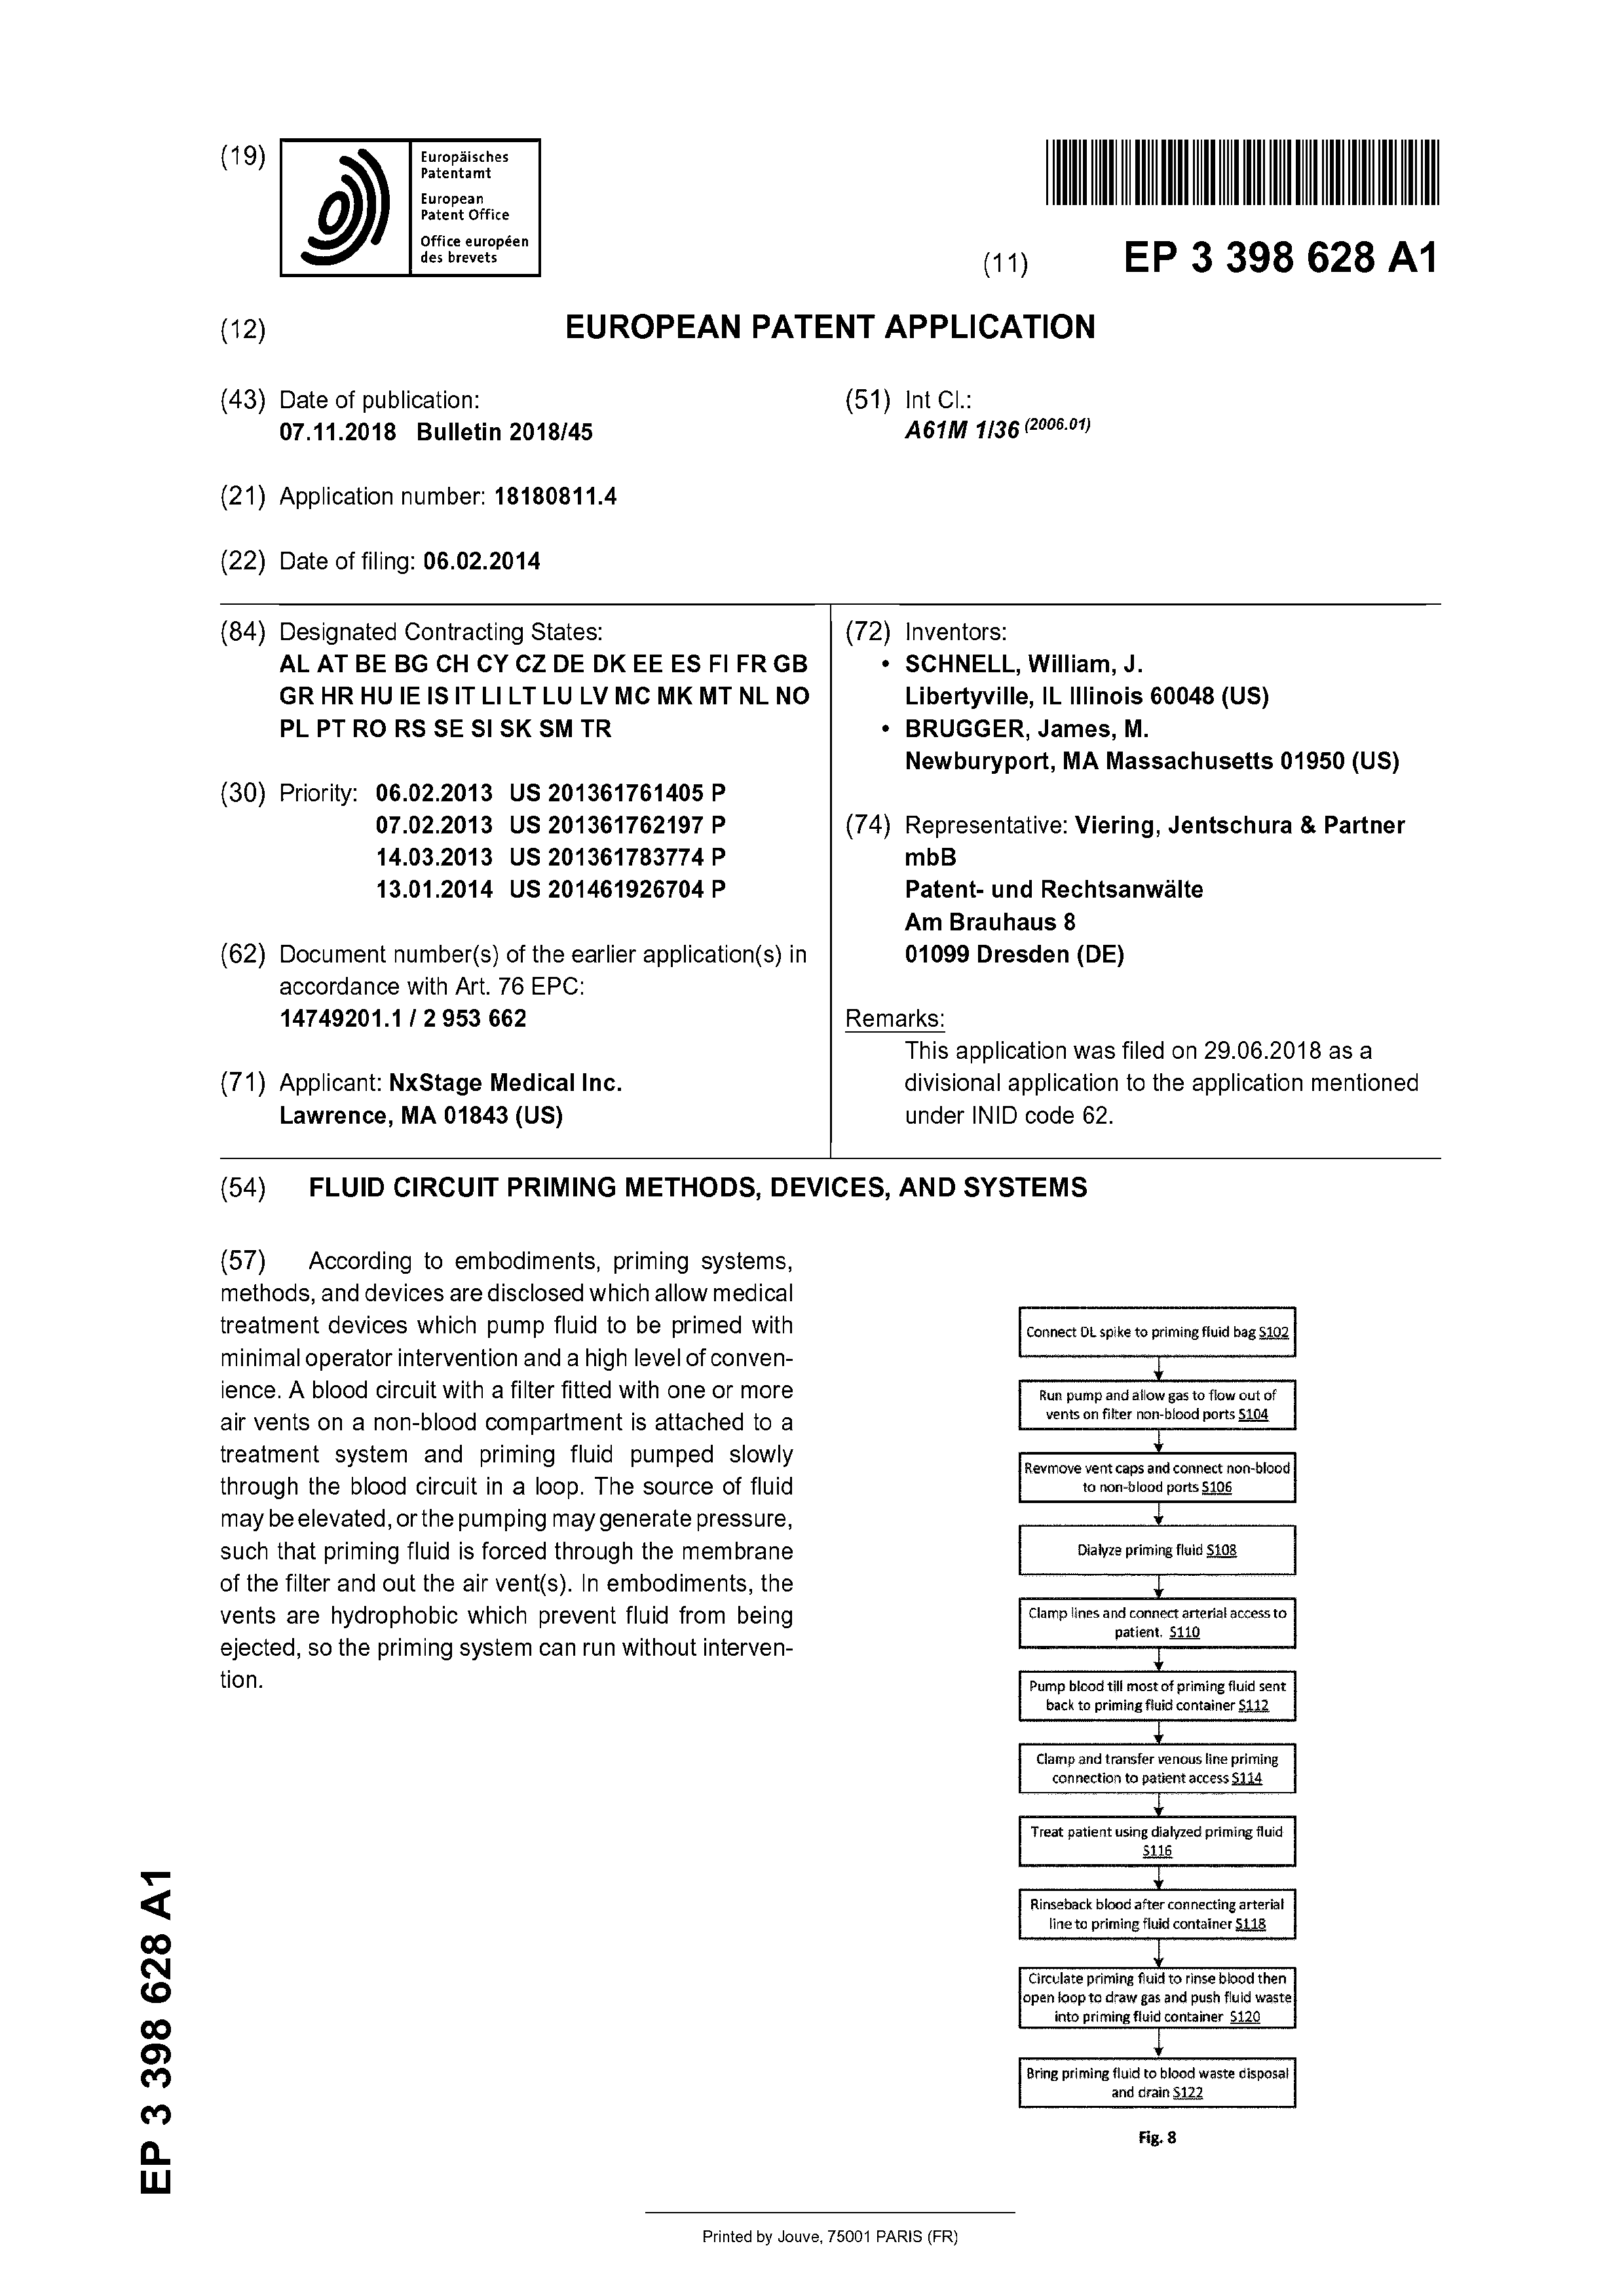 (19)
Europäisches
Patentamt
European
Patent Office
Office européen
des brevets
(11) EP 3 398 628 A1
(12) EUROPEAN PATENT APPLICATION
(43) Date of publication:
07.11.2018 Bulletin 2018/45
(21) Application number: 18180811.4
(22) Date of filing: 06.02.2014
(51) Int Cl.:
A61M 1/36 (2006.01)
(84) Designated Contracting States:
AL AT BE BG CH CY CZ DE DK EE ES FI FR GB
GR HR HU IE IS IT LI LT LU LV MC MK MT NL NO
PL PT RO RS SE SI SK SM TR
(30) Priority: 06.02.2013 US 201361761405 P
07.02.2013 US 201361762197 P
14.03.2013 US 201361783774 P
13.01.2014 US 201461926704 P
(62) Document number(s) of the earlier application(s) in
accordance with Art. 76 EPC:
14749201.1 / 2 953 662
(71) Applicant: NxStage Medical Inc.
Lawrence, MA 01843 (US)
(72) Inventors:
• SCHNELL, William, J.
Libertyville, IL Illinois 60048 (US)
• BRUGGER, James, M.
Newburyport, MA Massachusetts 01950 (US)
(74) Representative: Viering, Jentschura & Partner
mbB
Patent- und Rechtsanwälte
Am Brauhaus 8
01099 Dresden (DE)
Remarks:
This application was filed on 29.06.2018 as a
divisional application to the application mentioned
under INID code 62.
(54) FLUID CIRCUIT PRIMING METHODS, DEVICES, AND SYSTEMS
(57) According to embodiments, priming systems,
methods, and devices are disclosed which allow medical
treatment devices which pump fluid to be primed with
minimal operator intervention and a high level of conven-
ience. A blood circuit with a filter fitted with one or more
air vents on a non-blood compartment is attached to a
treatment system and priming fluid pumped slowly
through the blood circuit in a loop. The source of fluid
may be elevated, or the pumping may generate pressure,
such that priming fluid is forced through the membrane
of the filter and out the air vent(s). In embodiments, the
vents are hydrophobic which prevent fluid from being
ejected, so the priming system can run without interven-
tion.
Connect DL spike to priming fluid bag S102
Run pump and allow gas to flow out of
vents on filter non-blood ports S104
Revmove vent caps and connect non-blood
to non-blood ports S106
Dialyze priming fluid S108
Clamp lines and connect arterial access to
patient. S110
Pump blood till most of priming fluid sent
back to priming fluid container S112
Clamp and transfer venous line priming
connection to patient access S114
Treat patient using dialyzed priming fluid
S116
Rinseback blood after connecting arterial
line to priming fluid container S118
Circulate priming fluid to rinse blood then
open loop to draw gas and push fluid waste
into priming fluid container S120
Bring priming fluid to blood waste disposal
and drain S122
Fig. 8
EP 3 398 628 A1
Printed by Jouve, 75001 PARIS (FR)